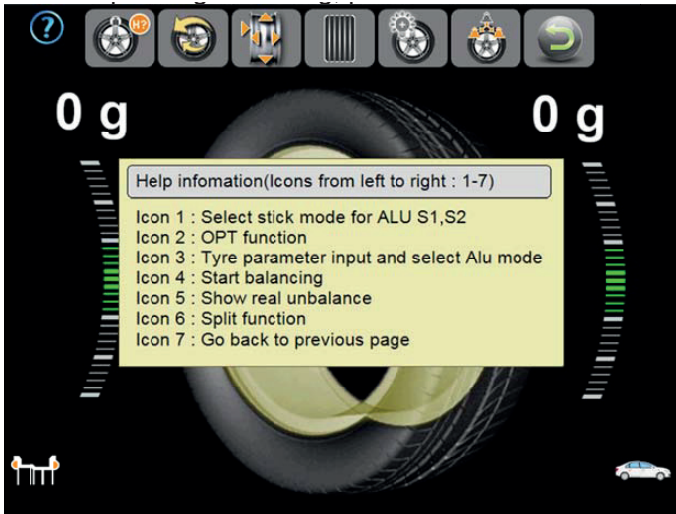 ?
H?
0 g
0 g
Help infomation(Icons from left to right : 1-7)
Icon 1 : Select stick mode for ALU S1,S2
Icon 2 : OPT function
Icon 3 : Tyre parameter input and select Alu mode
Icon 4 : Start balancing
Icon 5 : Show real unbalance
Icon 6 : Split function
Icon 7 : Go back to previous page